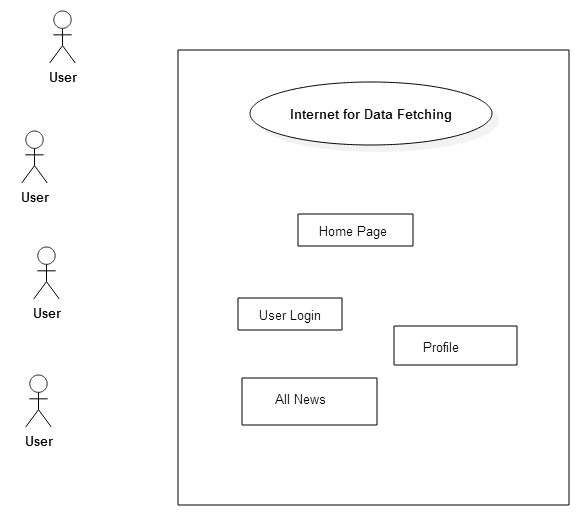 User
Internet for Data Fetching
User
Home Page
User
User Login
Profile
All News
User